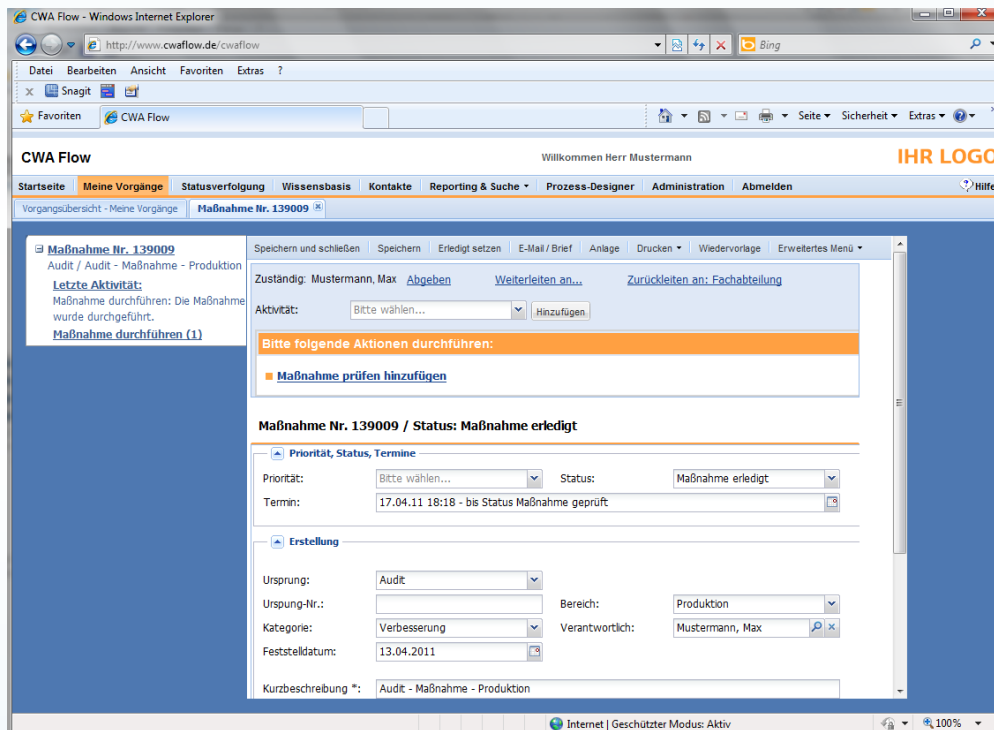 CWA Flow - Windows Internet Explorer
http://www.cwaflow.de/cwaflow
Bing
Datei Bearbeiten Ansicht Favoriten Extras ?
x Snagit
Favoriten CWA Flow Seite Sicherheit Extras
CWA Flow Willkommen Herr Mustermann IHR LOGO
Startseite Meine Vorgänge Statusverfolgung Wissensbasis Kontakte Reporting & Suche Prozess-Designer Administration Abmelden Hilfe
Vorgangsübersicht - Meine Vorgänge Maßnahme Nr. 139009
Maßnahme Nr. 139009
Audit / Audit - Maßnahme - Produktion
Letzte Aktivität:
Maßnahme durchführen: Die Maßnahme
wurde durchgeführt.
Maßnahme durchführen (1)
Speichern und schließen Speichern Erledigt setzen E-Mail / Brief Anlage Drucken Wiedervorlage Erweitertes Menü
Zuständig: Mustermann, Max Abgeben Weiterleiten an... Zurückleiten an: Fachabteilung
Aktivität: Bitte wählen... Hinzufügen
Bitte folgende Aktionen durchführen:
Maßnahme prüfen hinzufügen
Maßnahme Nr. 139009 / Status: Maßnahme erledigt
Priorität, Status, Termine
Priorität: Bitte wählen... Status: Maßnahme erledigt
Termin: 17.04.11 18:18 - bis Status Maßnahme geprüft
Erstellung
Ursprung: Audit
Urspung-Nr.: Bereich: Produktion
Kategorie: Verbesserung Verantwortlich: Mustermann, Max
Feststelldatum: 13.04.2011
Kurzbeschreibung *: Audit - Maßnahme - Produktion
Internet | Geschützter Modus: Aktiv 100%